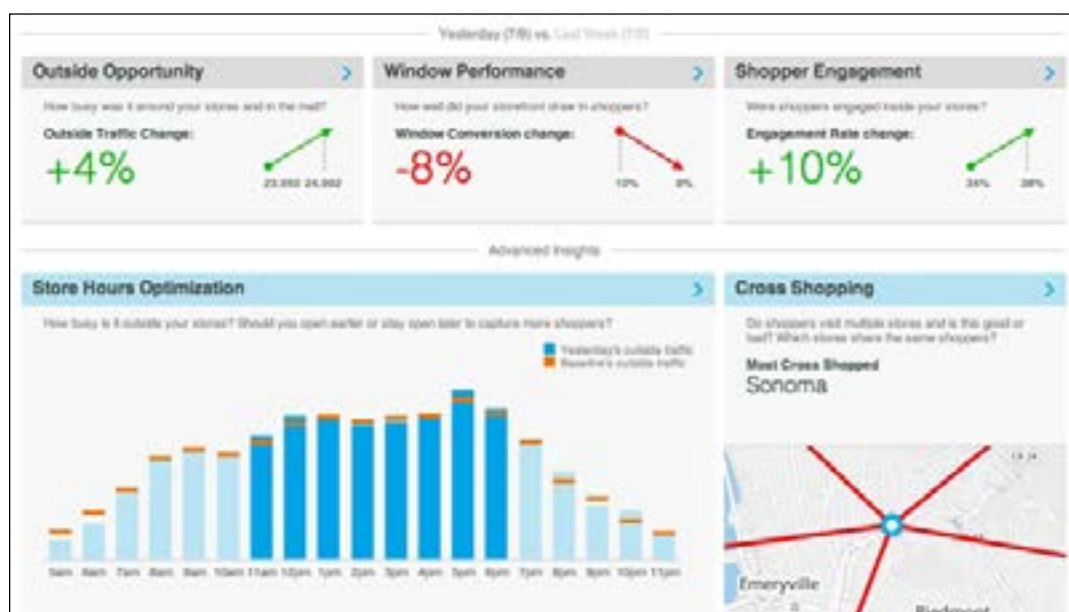 Yesterday (7/9) vs. Last Week (7/2)
Outside Opportunity
How busy was it around your stores and in the mall?
Outside Traffic Change:
+4%
Window Performance
How well did your storefront draw in shoppers?
Window Conversion change:
-8%
10%
Shopper Engagement
Were shoppers engaged inside your stores?
Engagement Rate change:
+10%
34%
38%
Advanced Insights
Store Hours Optimization
How busy is it outside your stores? Should you open earlier or stay open later to capture more shoppers?
Yesterday's outside traffic
Baseline's outside traffic
5am 6am 7am 8am 9am 10am 11am 12pm 1pm 2pm 3pm 4pm 5pm 6pm 7pm 8pm 9pm 10pm 11pm
Cross Shopping
Do shoppers visit multiple stores and is this good or
bad? Which stores share the same shoppers?
Most Cross Shopped
Sonoma
Emeryville
Piedmont